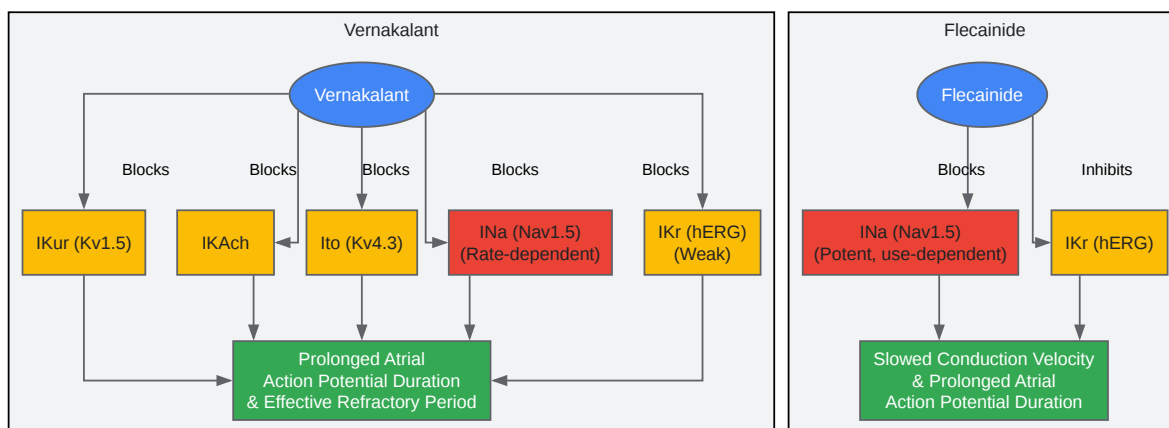 Vernakalant
Vernakalant
Blocks
Blocks
Blocks
Blocks
Blocks
IKur (Kv1.5)
IKAch
Ito (Kv4.3)
INa (Nav1.5)
(Rate-dependent)
IKr (hERG)
(Weak)
Prolonged Atrial
Action Potential Duration
& Effective Refractory Period
Flecainide
Flecainide
Blocks
Inhibits
INa (Nav1.5)
(Potent, use-dependent)
IKr (hERG)
Slowed Conduction Velocity
& Prolonged Atrial
Action Potential Duration